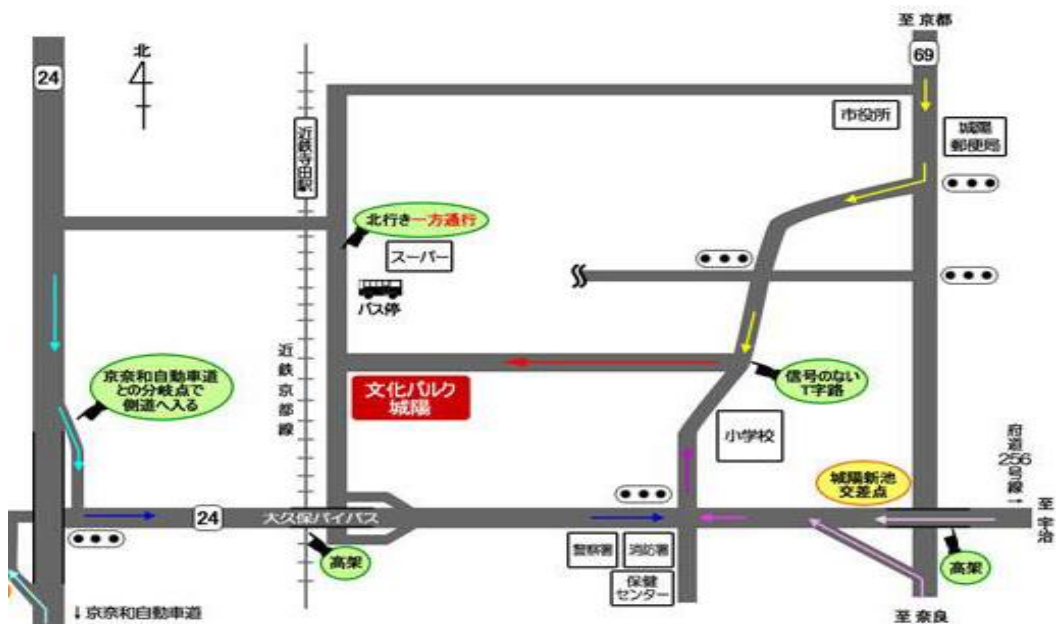 至 京都
69
北
24
市役所
城陽
郵便局
近鉄寺田駅
北行き一方通行
スーパー
バス停
近鉄京都線
京奈和自動車道
との分岐点で
側道へ入る
文化パルク
城陽
信号のない
T字路
小学校
府道
256
号線
至 宇治
城陽新池
交差点
24
大久保バイパス
高架
警察署
消防署
保健
センター
高架
↓京奈和自動車道
至 奈良